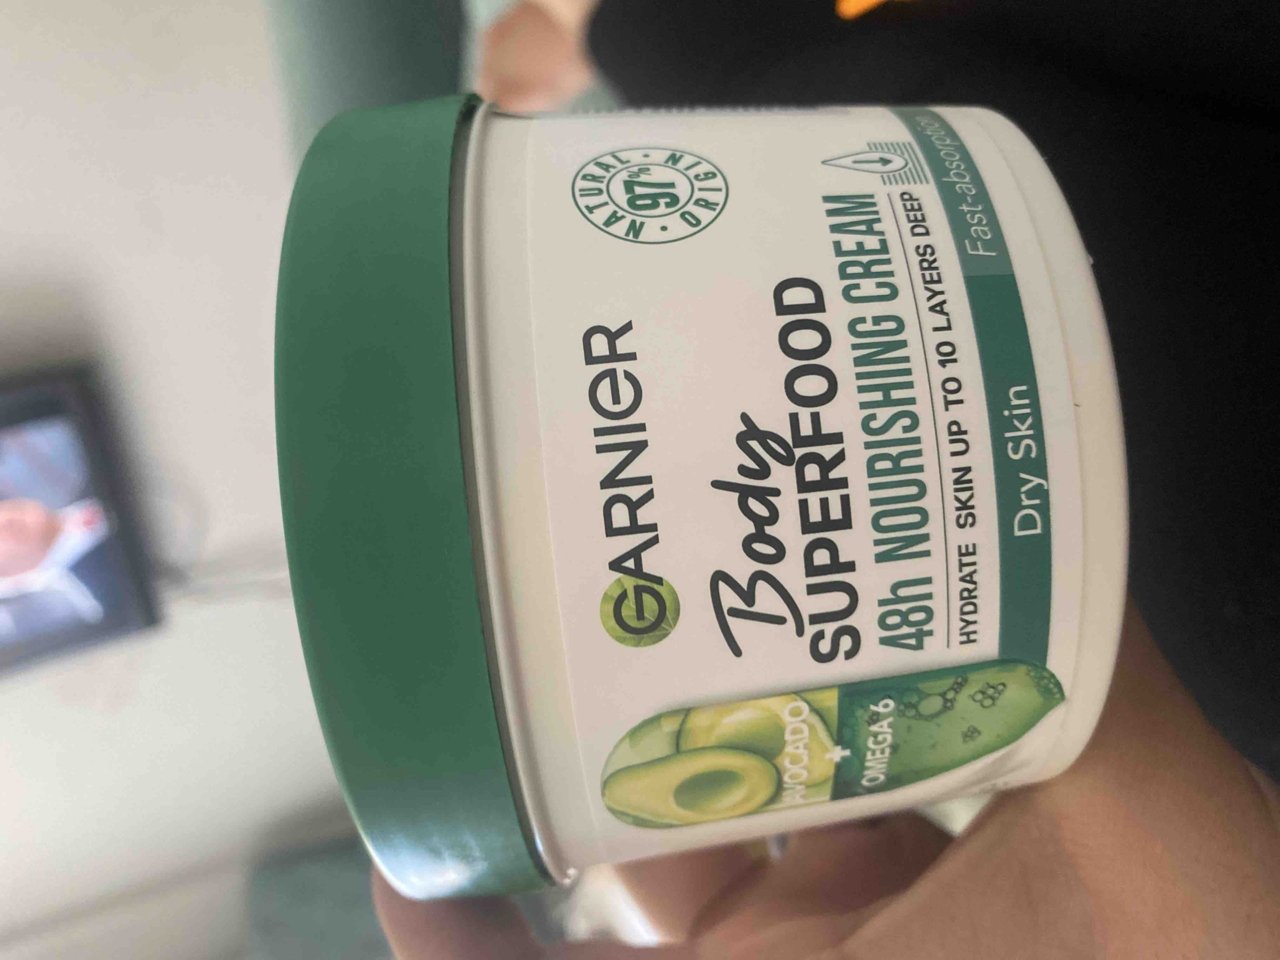 GARNIER
NATURAL • ORIGIN •
97%
Body
SUPERFOOD
48h NOURISHING CREAM
HYDRATE SKIN UP TO 10 LAYERS DEEP
AVOCADO
+
OMEGA 6
Dry Skin
Fast-absorption